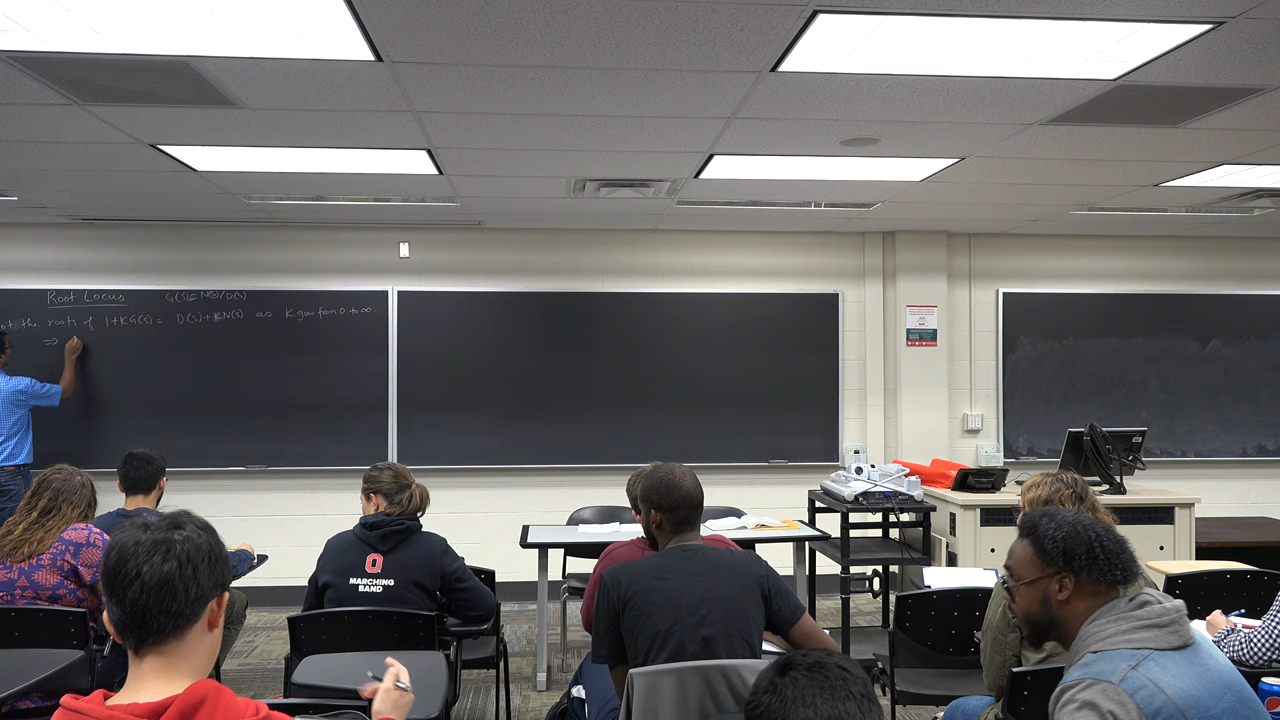 Root Locus G(s)=N(s)/D(s)
the roots of 1+KG(s) = D(s)+KN(s) as K goes from 0 to ∞.
⇒
O
MARCHING
BAND